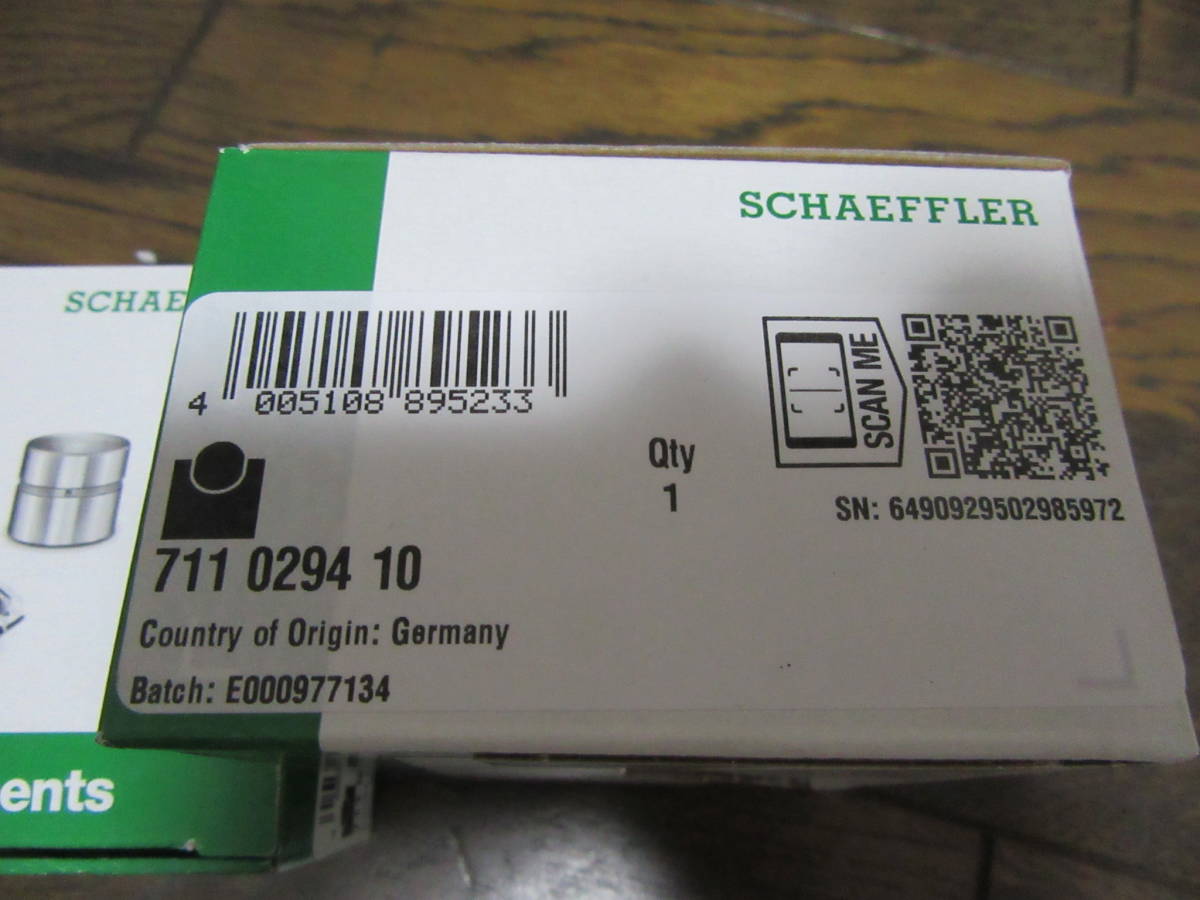 SCHAEFFLER
SCHAE
4 005108 895233
SCAN ME
Qty
1
SN: 6490929502985972
711 0294 10
Country of Origin: Germany
Batch: E000977134
ents